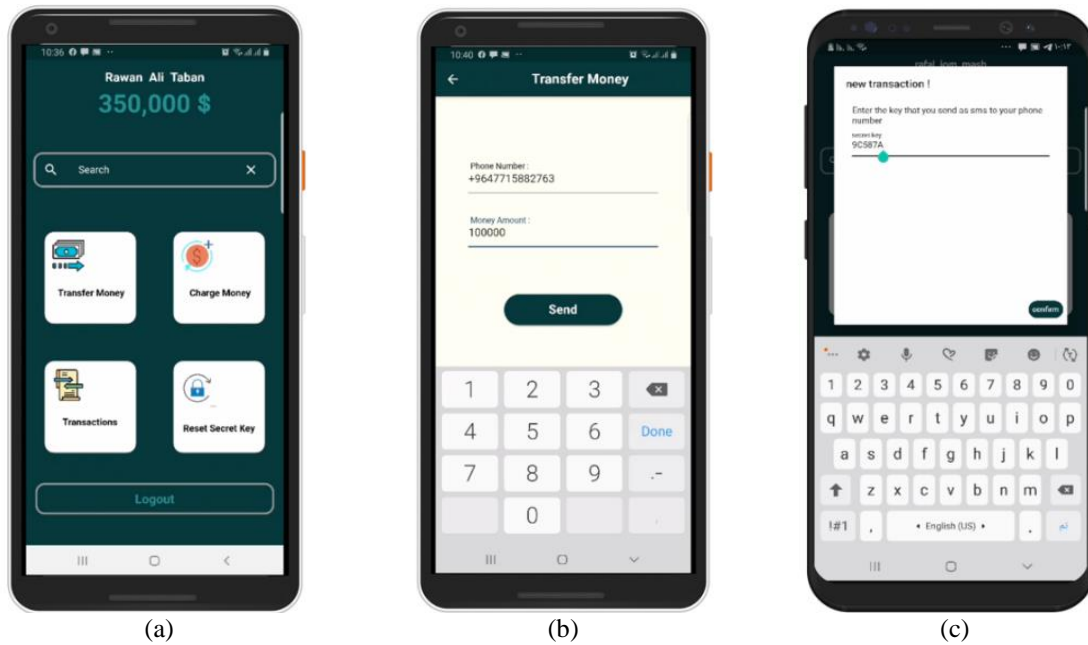 10:36
Rawan Ali Taban
350,000 $
Search
Transfer Money
Charge Money
Transactions
Reset Secret Key
Logout
(a)
10:40
Transfer Money
Phone Number :
+9647715882763
Money Amount :
100000
Send
1 2 3
4 5 6 Done
7 8 9 .-
0 ,
(b)
١٠:١٣
new transaction !
Enter the key that you send as sms to your phone
number
secret key
9C587A
confirm
1 2 3 4 5 6 7 8 9 0
q w e r t y u i o p
a s d f g h j k l
z x c v b n m
!#1 , English (US) . تم
(c)